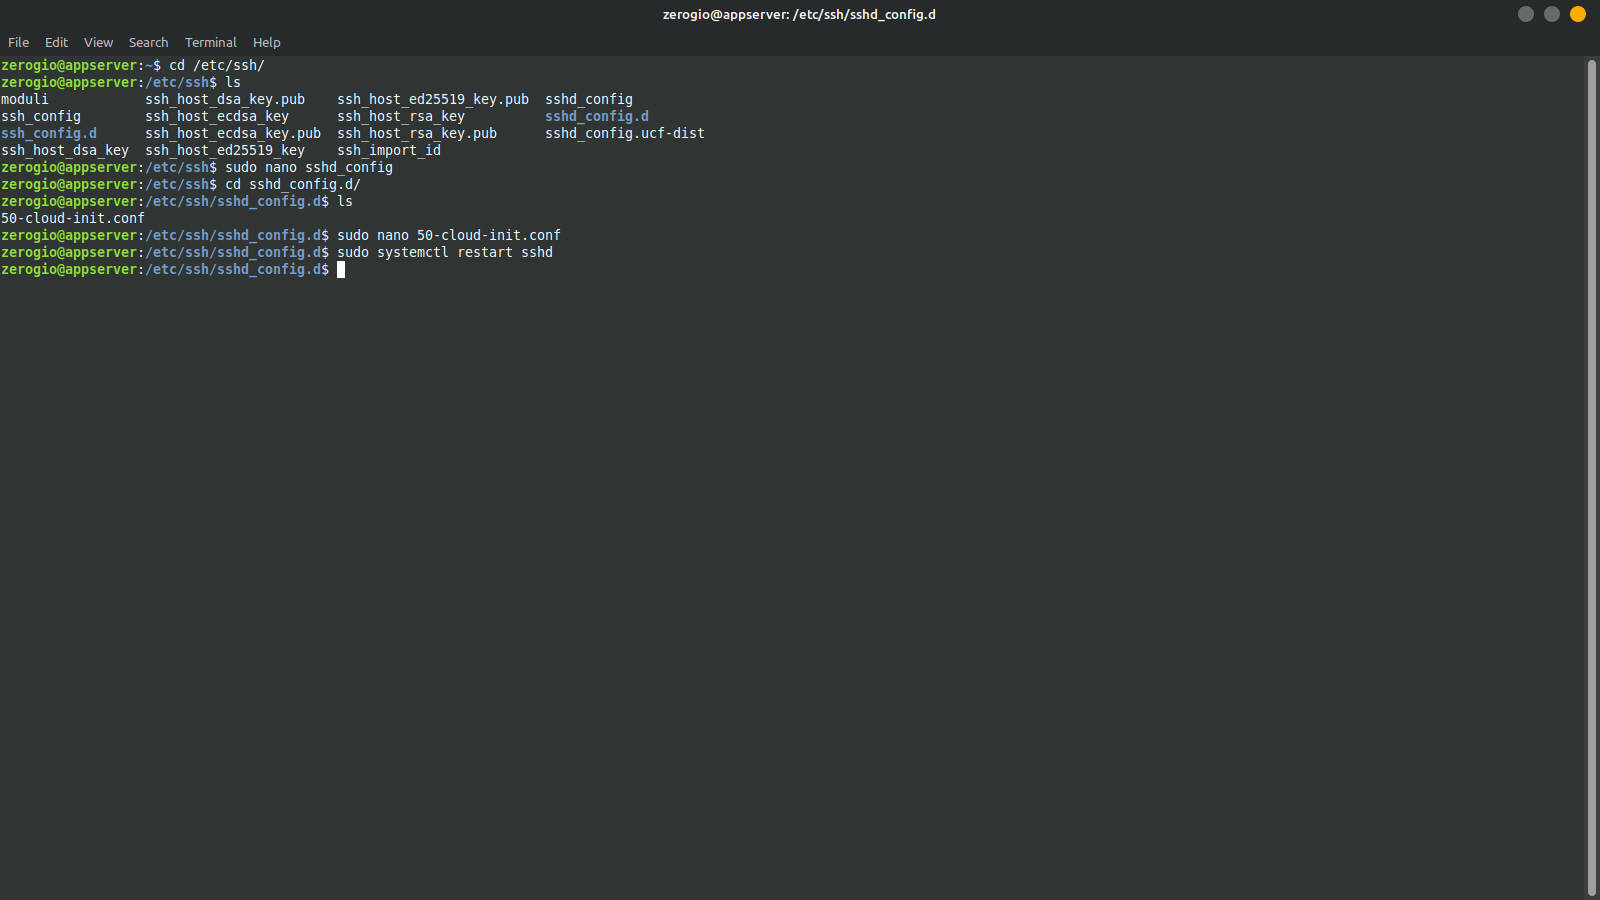 zerogio@appserver: /etc/ssh/sshd_config.d
File Edit View Search Terminal Help
zerogio@appserver:~$ cd /etc/ssh/
zerogio@appserver:/etc/ssh$ ls
moduli            ssh_host_dsa_key.pub    ssh_host_ed25519_key.pub  sshd_config
ssh_config        ssh_host_ecdsa_key      ssh_host_rsa_key          sshd_config.d
ssh_config.d      ssh_host_ecdsa_key.pub  ssh_host_rsa_key.pub      sshd_config.ucf-dist
ssh_host_dsa_key  ssh_host_ed25519_key    ssh_import_id
zerogio@appserver:/etc/ssh$ sudo nano sshd_config
zerogio@appserver:/etc/ssh$ cd sshd_config.d/
zerogio@appserver:/etc/ssh/sshd_config.d$ ls
50-cloud-init.conf
zerogio@appserver:/etc/ssh/sshd_config.d$ sudo nano 50-cloud-init.conf
zerogio@appserver:/etc/ssh/sshd_config.d$ sudo systemctl restart sshd
zerogio@appserver:/etc/ssh/sshd_config.d$